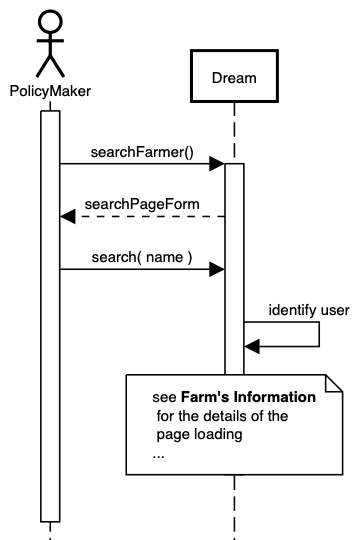 PolicyMaker
Dream
searchFarmer()
searchPageForm
search( name )
identify user
see Farm's Information
for the details of the
page loading
...